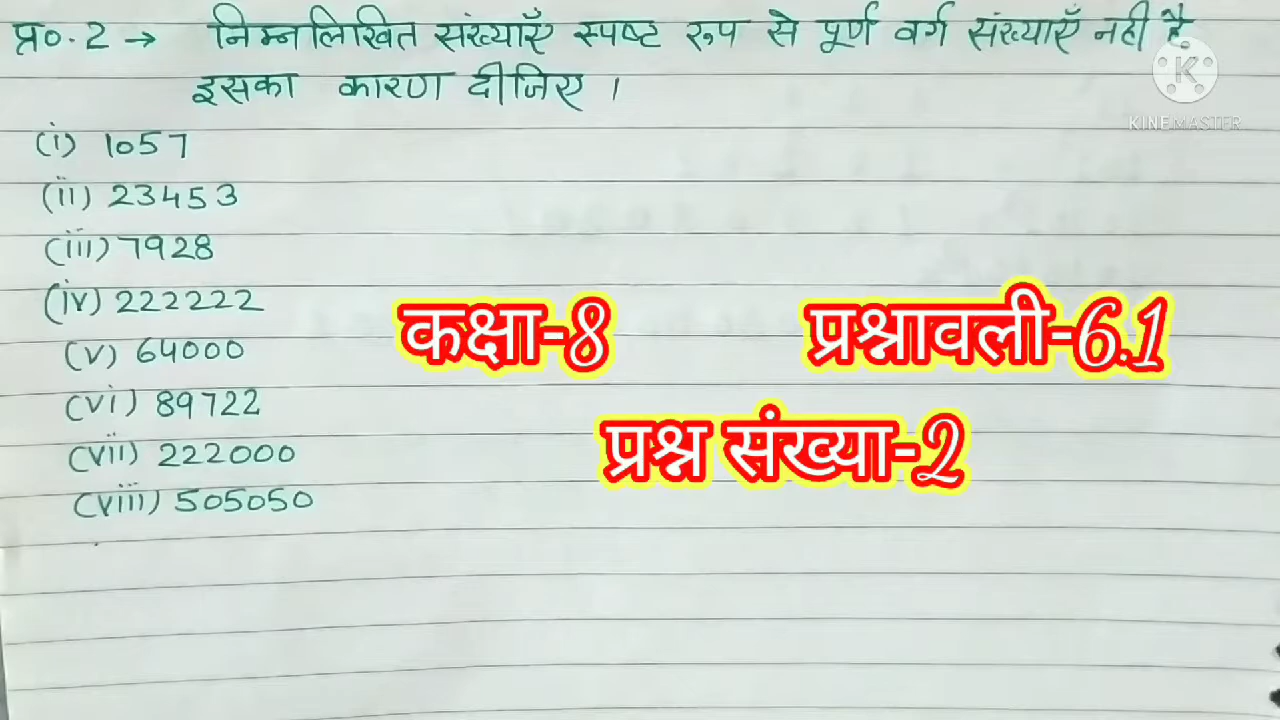 प्र०.2→ निम्नलिखित संख्याएँ स्पष्ट रूप से पूर्ण वर्ग संख्याएँ नहीं है
इसका कारण दीजिए ।
KINEMASTER
(i) 1057
(ii) 23453
(iii) 7928
(iv) 222222
(v) 64000
(vi) 89722
(vii) 222000
(viii) 505050
कक्षा-8 प्रश्नावली-6.1
प्रश्न संख्या-2